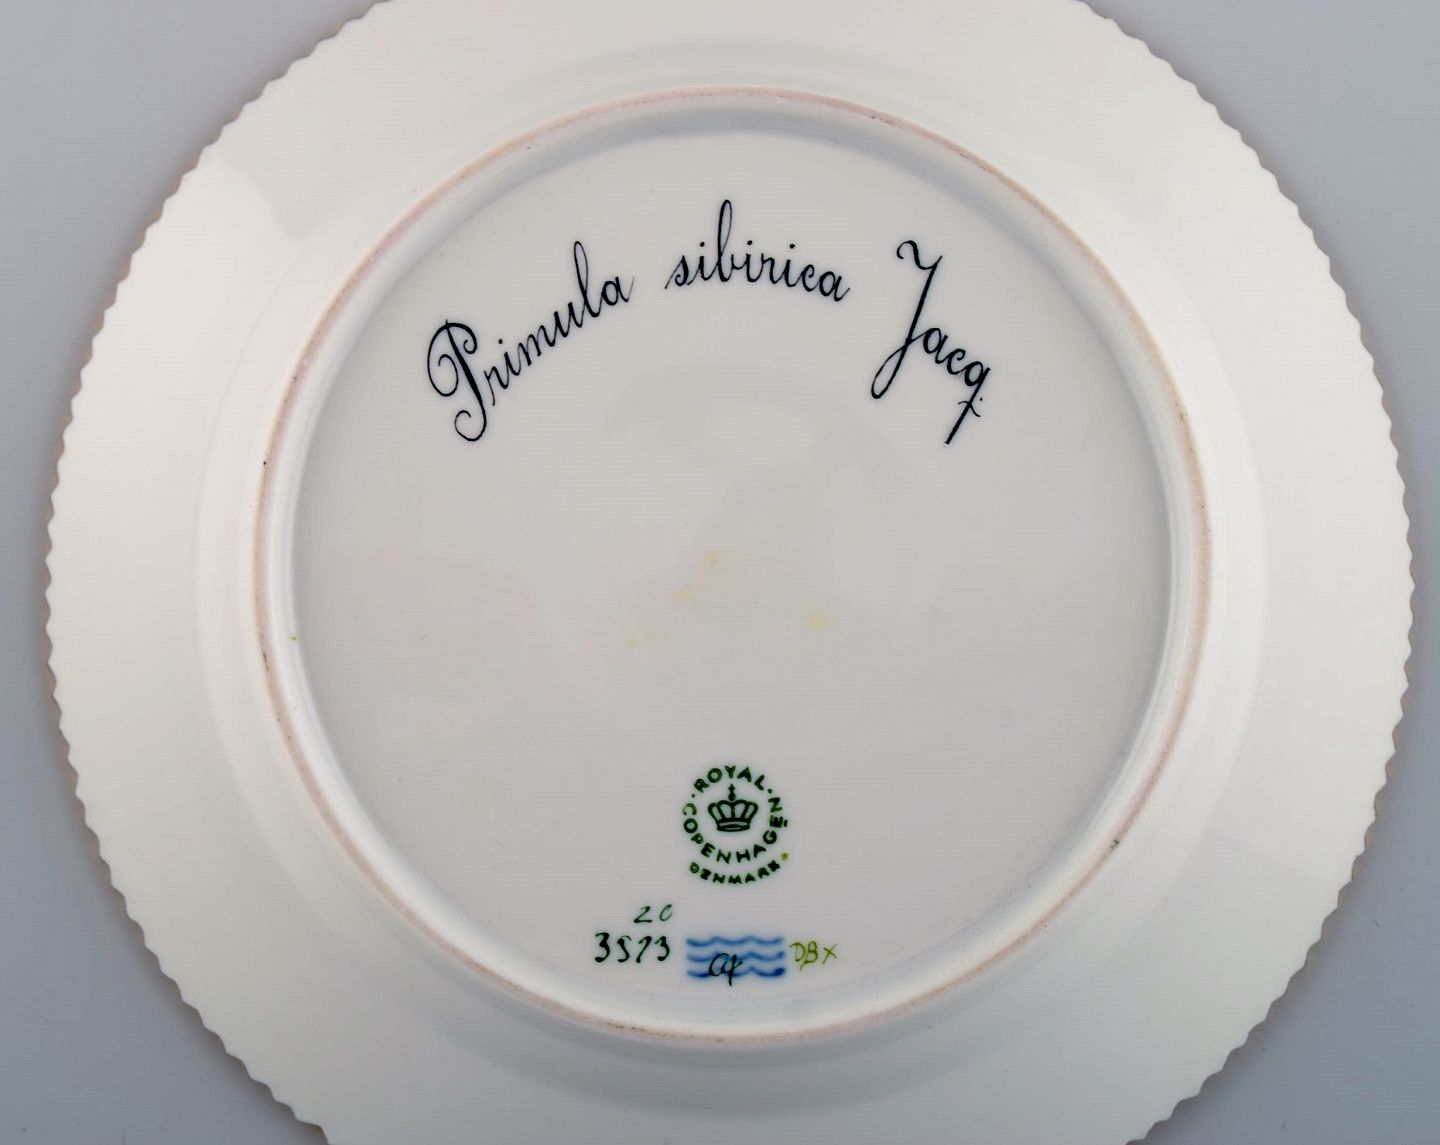 Primula sibirica Jacq.
ROYAL
COPENHAGEN
DENMARK
20
3573
DBX